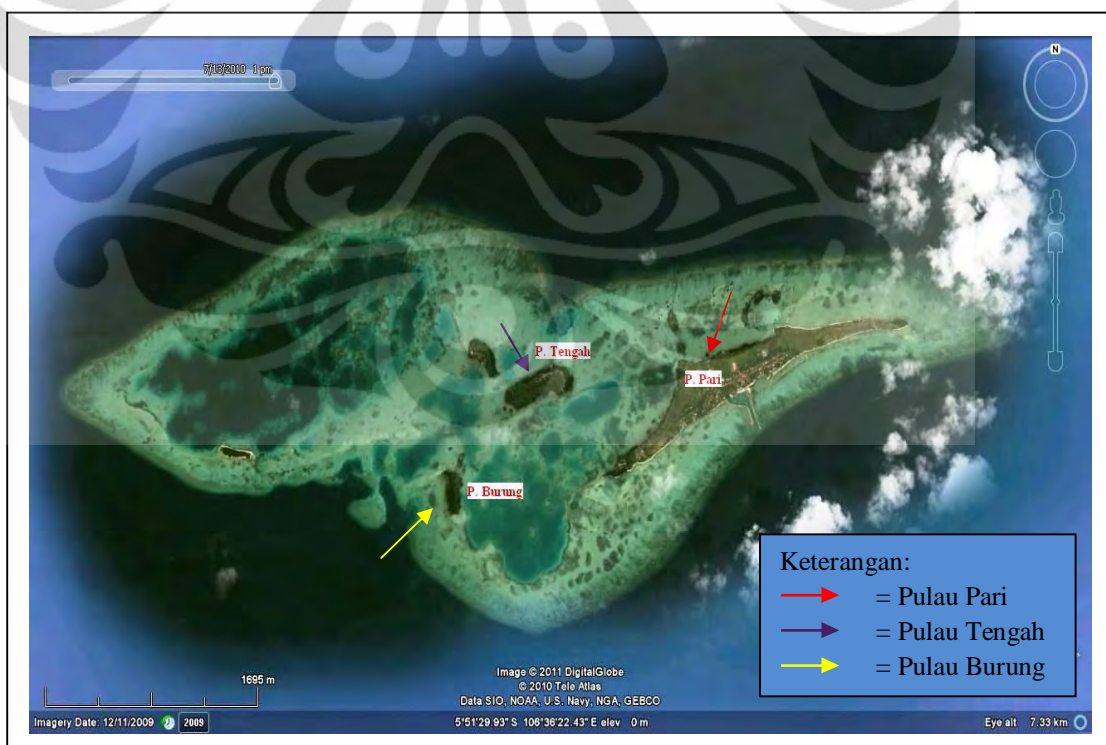 N
7/13/2010 1 pm
P. Tengah
P. Pari
P. Burung
Keterangan:
= Pulau Pari
= Pulau Tengah
= Pulau Burung
1695 m
Image © 2011 DigitalGlobe
© 2010 Tele Atlas
Data SIO, NOAA, U.S. Navy, NGA, GEBCO
Imagery Date: 12/11/2009 2009 5°51'29.93" S 106°36'22.43" E elev 0 m Eye alt 7.33 km